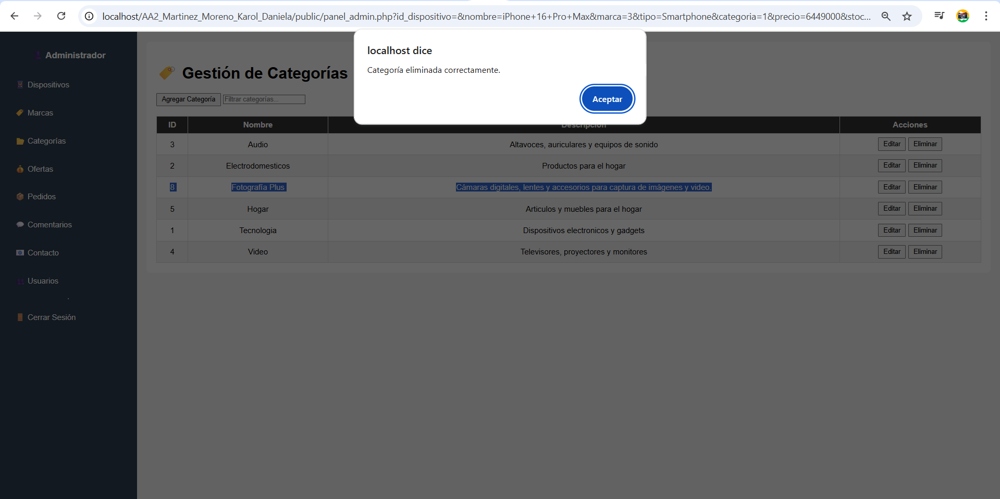 localhost/AA2_Martinez_Moreno_Karol_Daniela/public/panel_admin.php?id_dispositivo=&nombre=iPhone+16+Pro+Max&marca=3&tipo=Smartphone&categoria=1&precio=6449000&stoc...
localhost dice
Categoría eliminada correctamente.
Aceptar
Administrador
Dispositivos
Marcas
Categorías
Ofertas
Pedidos
Comentarios
Contacto
Usuarios
Cerrar Sesión
Gestión de Categorías
Agregar Categoría Filtrar categorías...
ID Nombre Descripción Acciones
3 Audio Altavoces, auriculares y equipos de sonido Editar Eliminar
2 Electrodomesticos Productos para el hogar Editar Eliminar
8 Fotografía Plus Cámaras digitales, lentes y accesorios para captura de imágenes y video. Editar Eliminar
5 Hogar Articulos y muebles para el hogar Editar Eliminar
1 Tecnologia Dispositivos electronicos y gadgets Editar Eliminar
4 Video Televisores, proyectores y monitores Editar Eliminar